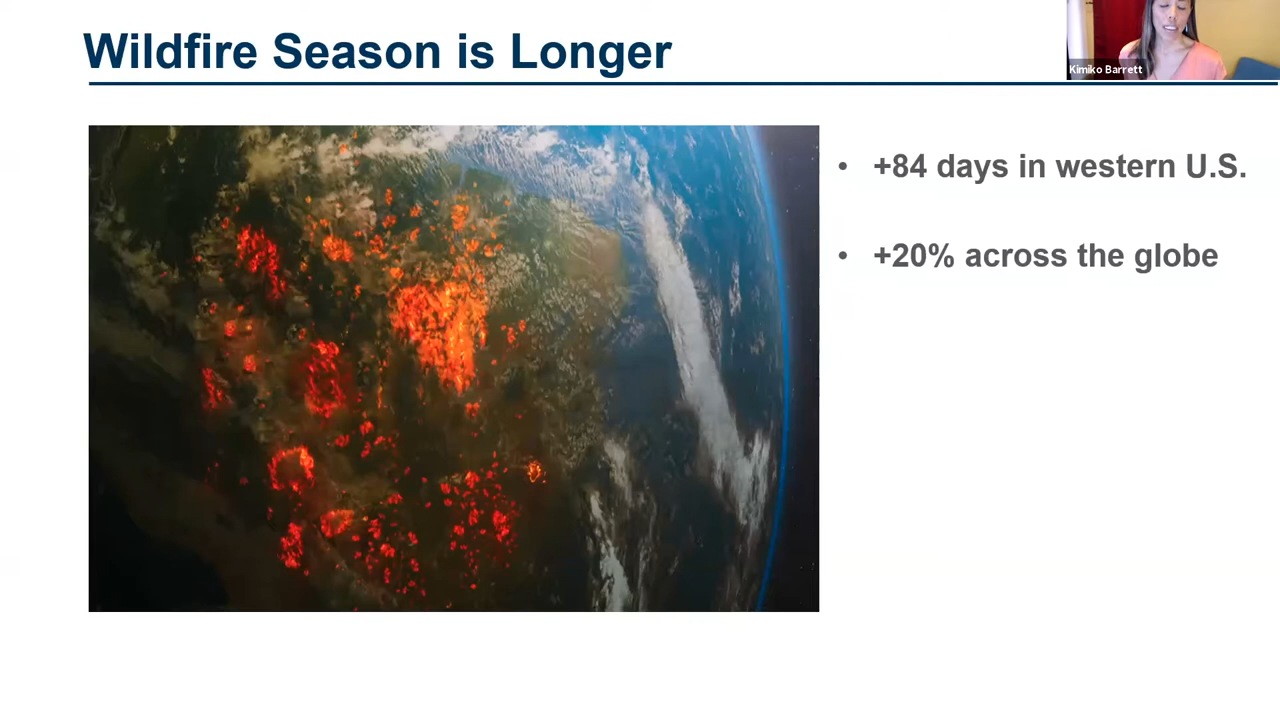 Wildfire Season is Longer
Kimiko Barrett
• +84 days in western U.S.
• +20% across the globe